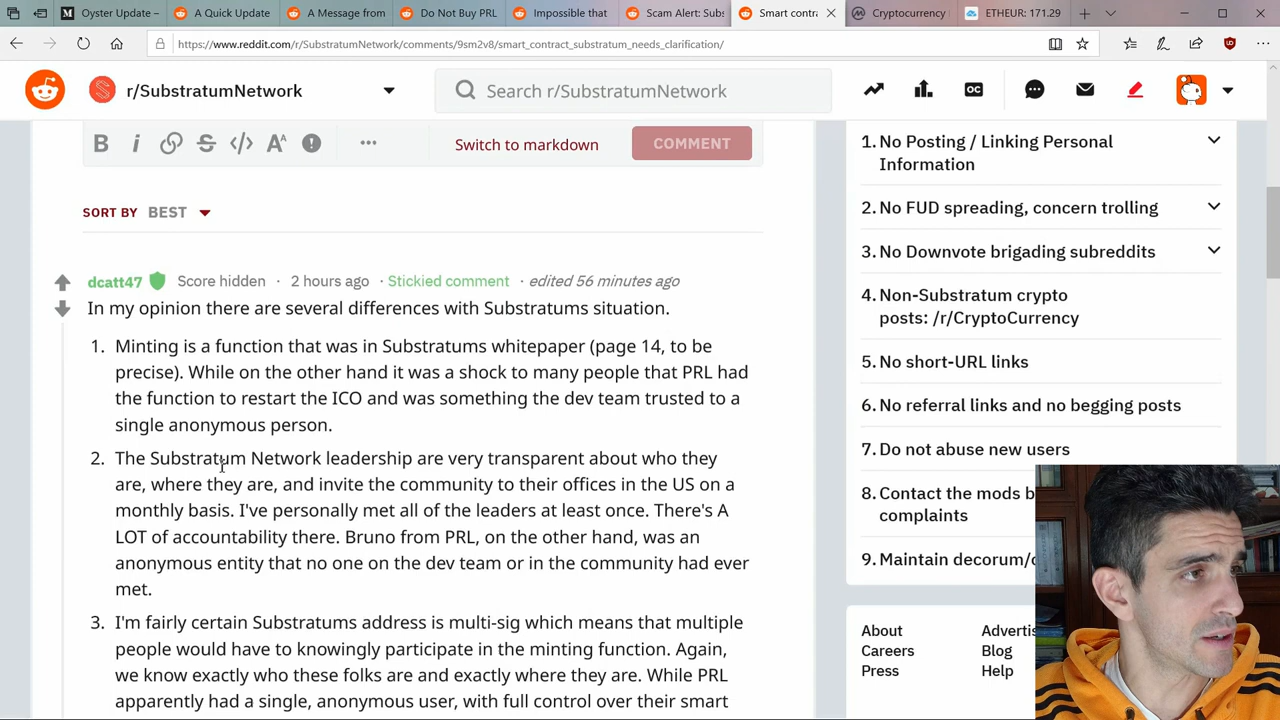 Oyster Update -
A Quick Update
A Message from
Do Not Buy PRL
Impossible that
Scam Alert: Subs
Smart contra
Cryptocurrency
ETHEUR: 171.29
https://www.reddit.com/r/SubstratumNetwork/comments/9sm2v8/smart_contract_substratum_needs_clarification/
r/SubstratumNetwork
Search r/SubstratumNetwork
Switch to markdown
COMMENT
SORT BY BEST
dcatt47 Score hidden · 2 hours ago · Stickied comment · edited 56 minutes ago
In my opinion there are several differences with Substratums situation.
1. Minting is a function that was in Substratums whitepaper (page 14, to be
precise). While on the other hand it was a shock to many people that PRL had
the function to restart the ICO and was something the dev team trusted to a
single anonymous person.
2. The Substratum Network leadership are very transparent about who they
are, where they are, and invite the community to their offices in the US on a
monthly basis. I've personally met all of the leaders at least once. There's A
LOT of accountability there. Bruno from PRL, on the other hand, was an
anonymous entity that no one on the dev team or in the community had ever
met.
3. I'm fairly certain Substratums address is multi-sig which means that multiple
people would have to knowingly participate in the minting function. Again,
we know exactly who these folks are and exactly where they are. While PRL
apparently had a single, anonymous user, with full control over their smart
1. No Posting / Linking Personal
Information
2. No FUD spreading, concern trolling
3. No Downvote brigading subreddits
4. Non-Substratum crypto
posts: /r/CryptoCurrency
5. No short-URL links
6. No referral links and no begging posts
7. Do not abuse new users
8. Contact the mods b
complaints
9. Maintain decorum/c
About
Careers
Press
Advertis
Blog
Help